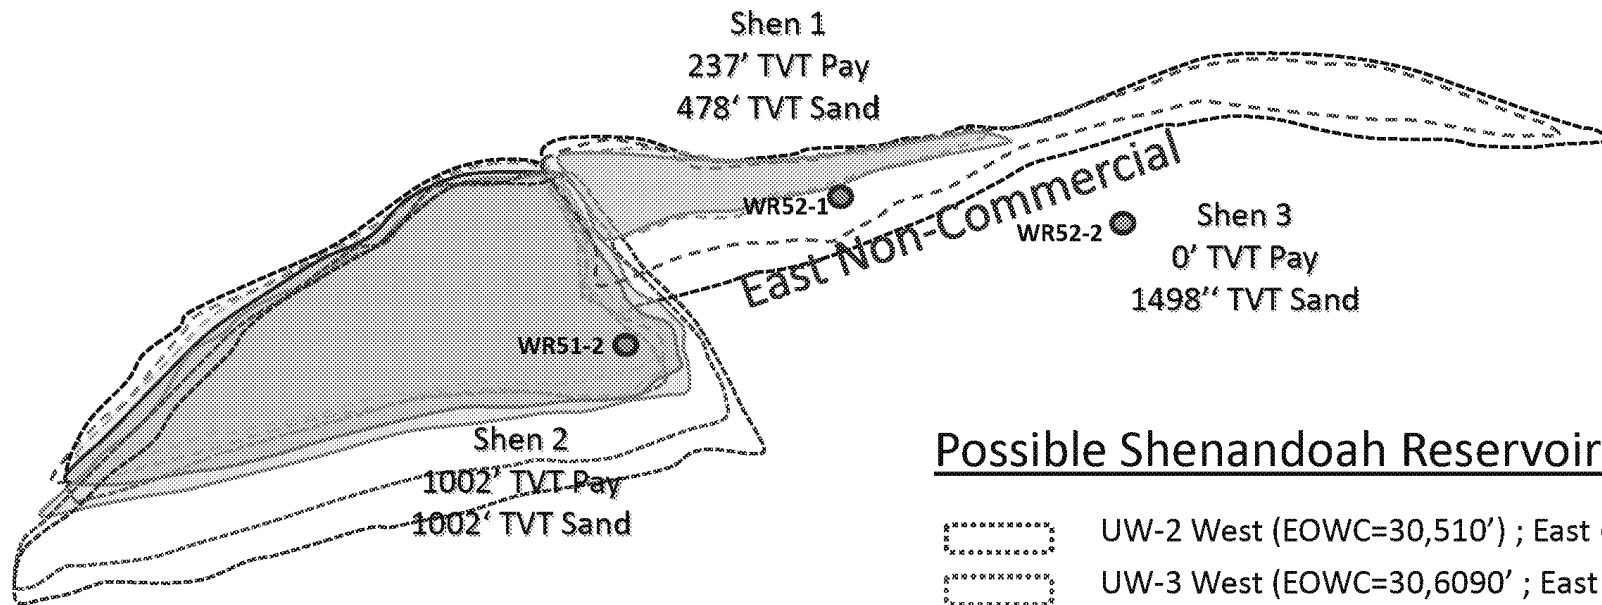 Shen 1
237' TVT Pay
478' TVT Sand
WR52-1
East Non-Commercial
WR52-2
Shen 3
0' TVT Pay
1498'' TVT Sand
WR51-2
Shen 2
1002' TVT Pay
1002' TVT Sand
Possible Shenandoah Reservoir
UW-2 West (EOWC=30,510') ; East
UW-3 West (EOWC=30,6090' ; East